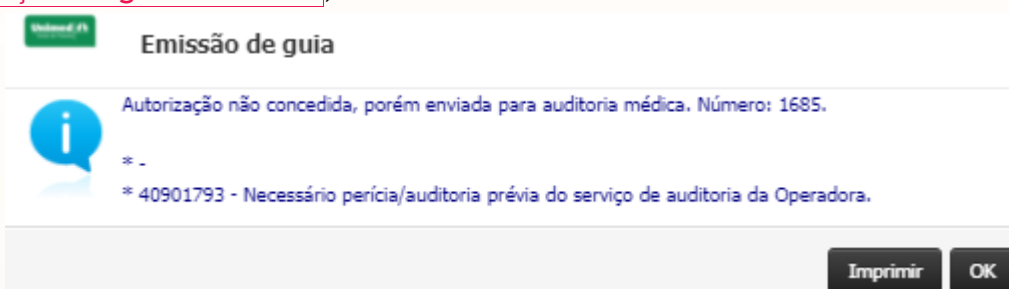 Unimed
Emissão de guia
Autorização não concedida, porém enviada para auditoria médica. Número: 1685.
* -
* 40901793 - Necessário perícia/auditoria prévia do serviço de auditoria da Operadora.
Imprimir OK